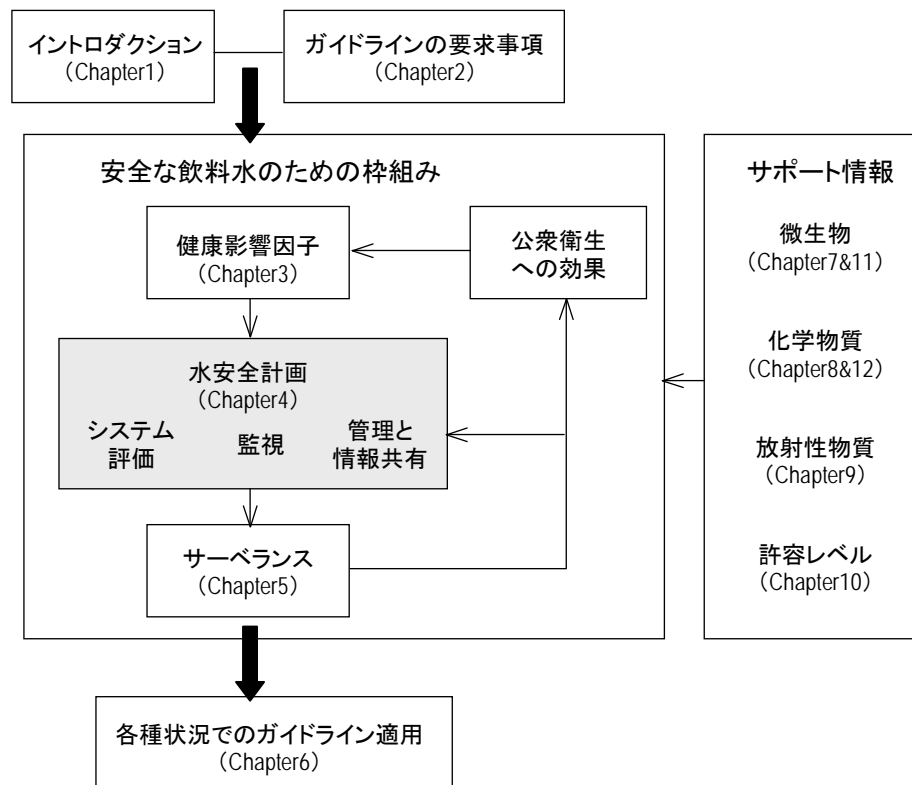 イントロダクション
（Chapter1）
ガイドラインの要求事項
（Chapter2）
安全な飲料水のための枠組み
健康影響因子
（Chapter3）
公衆衛生
への効果
水安全計画
（Chapter4）
システム
評価
監視
管理と
情報共有
サーベランス
（Chapter5）
各種状況でのガイドライン適用
（Chapter6）
サポート情報
微生物
（Chapter7&11）
化学物質
（Chapter8&12）
放射性物質
（Chapter9）
許容レベル
（Chapter10）